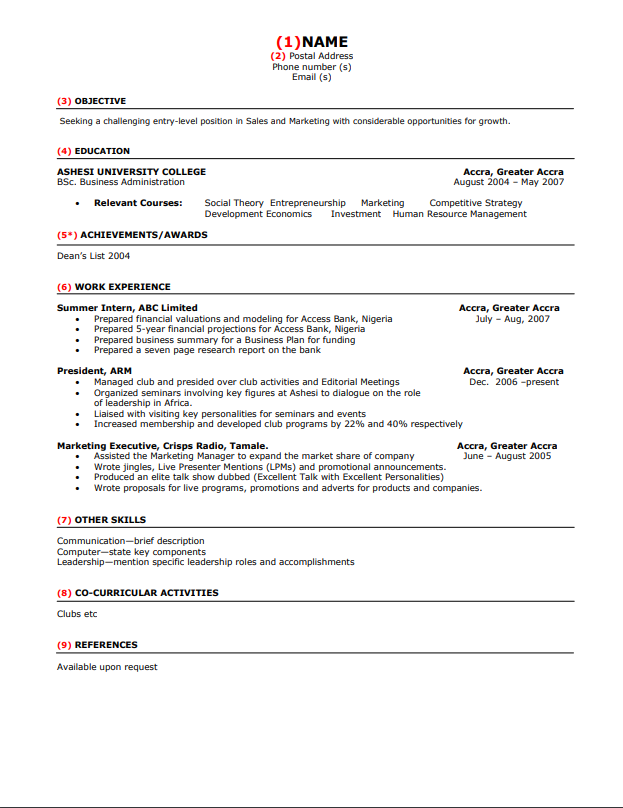 (1)NAME
(2) Postal Address
Phone number (s)
Email (s)
(3) OBJECTIVE
Seeking a challenging entry-level position in Sales and Marketing with considerable opportunities for growth.
(4) EDUCATION
ASHESI UNIVERSITY COLLEGE Accra, Greater Accra
BSc. Business Administration August 2004 – May 2007
• Relevant Courses: Social Theory Entrepreneurship Marketing Competitive Strategy
Development Economics Investment Human Resource Management
(5*) ACHIEVEMENTS/AWARDS
Dean's List 2004
(6) WORK EXPERIENCE
Summer Intern, ABC Limited Accra, Greater Accra
• Prepared financial valuations and modeling for Access Bank, Nigeria July – Aug, 2007
• Prepared 5-year financial projections for Access Bank, Nigeria
• Prepared business summary for a Business Plan for funding
• Prepared a seven page research report on the bank
President, ARM Accra, Greater Accra
• Managed club and presided over club activities and Editorial Meetings Dec. 2006 –present
• Organized seminars involving key figures at Ashesi to dialogue on the role
of leadership in Africa.
• Liaised with visiting key personalities for seminars and events
• Increased membership and developed club programs by 22% and 40% respectively
Marketing Executive, Crisps Radio, Tamale. Accra, Greater Accra
• Assisted the Marketing Manager to expand the market share of company June – August 2005
• Wrote jingles, Live Presenter Mentions (LPMs) and promotional announcements.
• Produced an elite talk show dubbed (Excellent Talk with Excellent Personalities)
• Wrote proposals for live programs, promotions and adverts for products and companies.
(7) OTHER SKILLS
Communication—brief description
Computer—state key components
Leadership—mention specific leadership roles and accomplishments
(8) CO-CURRICULAR ACTIVITIES
Clubs etc
(9) REFERENCES
Available upon request